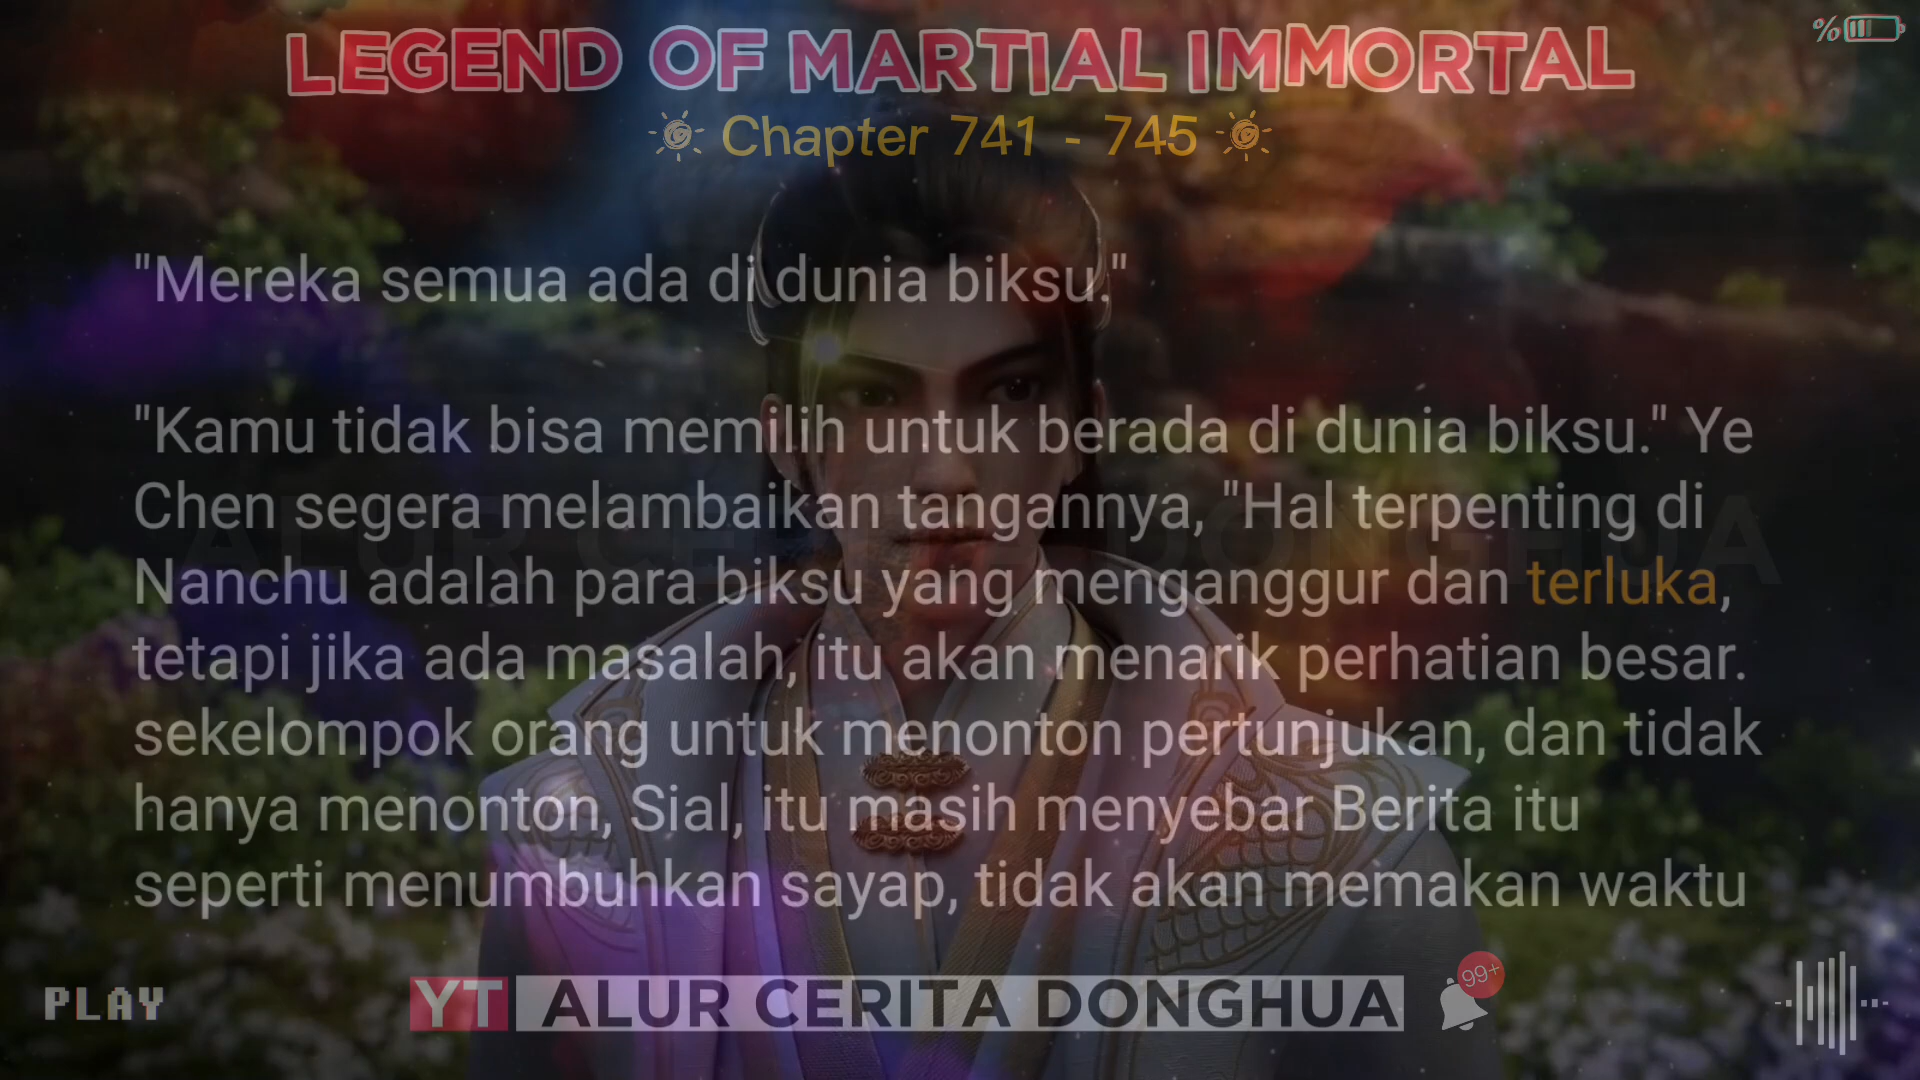 LEGEND OF MARTIAL IMMORTAL
%
Chapter 741 - 745
"Mereka semua ada di dunia biksu."
"Kamu tidak bisa memilih untuk berada di dunia biksu." Ye
Chen segera melambaikan tangannya, "Hal terpenting di
ALUR CERITA DONGHUA
Nanchu adalah para biksu yang menganggur dan terluka,
tetapi jika ada masalah, itu akan menarik perhatian besar.
sekelompok orang untuk menonton pertunjukan, dan tidak
hanya menonton, Sial, itu masih menyebar Berita itu
seperti menumbuhkan sayap, tidak akan memakan waktu
PLAY
YT ALUR CERITA DONGHUA
99+